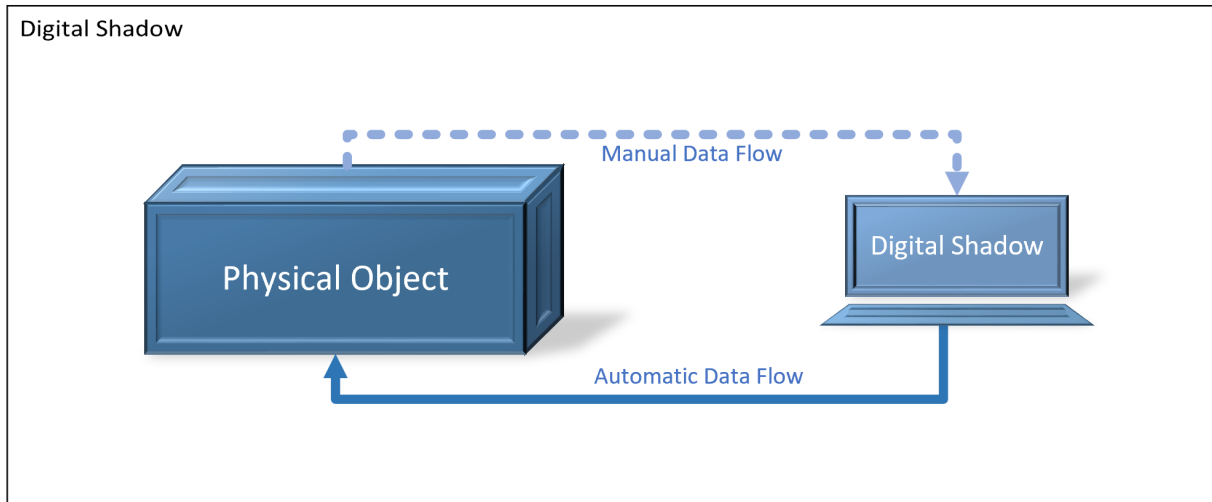 Digital Shadow
Manual Data Flow
Physical Object
Digital Shadow
Automatic Data Flow